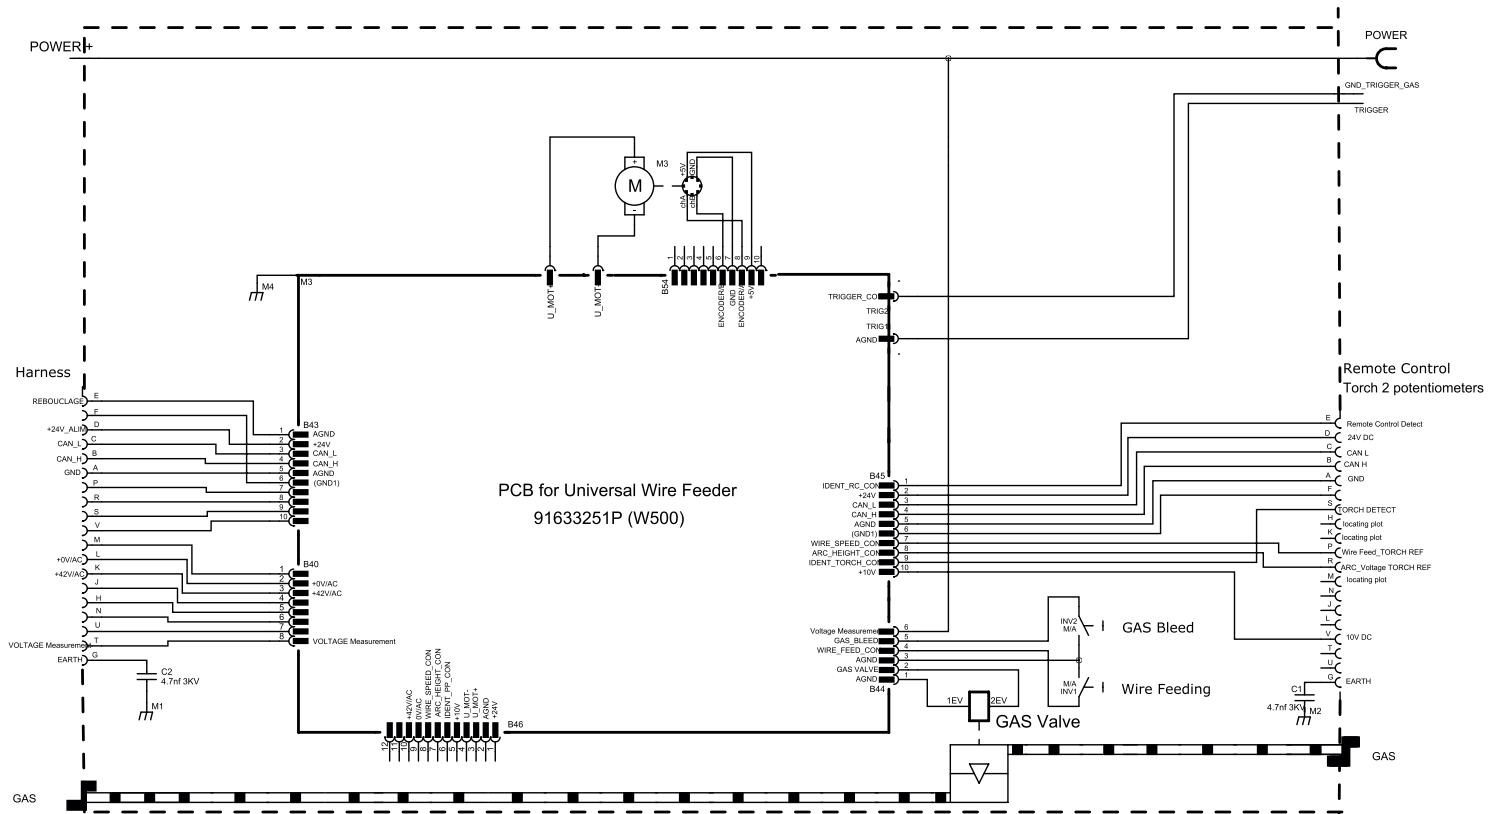 POWER +
POWER
GND_TRIGGER_GAS
TRIGGER
+
M3
M
-
+5V
GND
chA
chB
1
2
3
4
5
6
7
8
9
10
B54
ENCODER/B
GND
ENCODER/A
+5V
U_MOT+
U_MOT-
M4
M3
TRIGGER_CO
TRIG2
TRIG1
AGND
Harness
REBOUCLAGE E
F
+24V_ALIM D
CAN_L C
CAN_H B
GND A
P
R
S
V
M
+0V/AC L
+42V/AC K
J
H
N
U
VOLTAGE Measurement T
EARTH G
C2
4.7nf 3KV
M1
B43
1 AGND
2 +24V
3 CAN_L
4 CAN_H
5 AGND
6 (GND1)
7
8
9
10
B40
1
2 +0V/AC
3 +42V/AC
4
5
6
7
8 VOLTAGE Measurement
PCB for Universal Wire Feeder
91633251P (W500)
+42V/AC
0V/AC
WIRE_SPEED_CON
ARC_HEIGHT_CON
IDENT_PP_CON
+10V
U_MOT-
U_MOT+
AGND
+24V
B46
12
11
10
9
8
7
6
5
4
3
2
1
B45
IDENT_RC_CON 1
+24V 2
CAN_L 3
CAN_H 4
AGND 5
(GND1) 6
WIRE_SPEED_CON 7
ARC_HEIGHT_CON 8
IDENT_TORCH_CON 9
+10V 10
Voltage Measureme 6
GAS_BLEED 5
WIRE_FEED_CON 4
AGND 3
GAS VALVE 2
AGND 1
B44
INV2
M/A
GAS Bleed
M/A
INV1
Wire Feeding
1EV
2EV
GAS Valve
Remote Control
Torch 2 potentiometers
E Remote Control Detect
D 24V DC
C CAN L
B CAN H
A GND
F
S TORCH DETECT
H locating plot
K locating plot
P Wire Feed_TORCH REF
R ARC_Voltage TORCH REF
M locating plot
N
J
L
V 10V DC
T
U
G EARTH
C1
4.7nf 3KV
M2
GAS
GAS